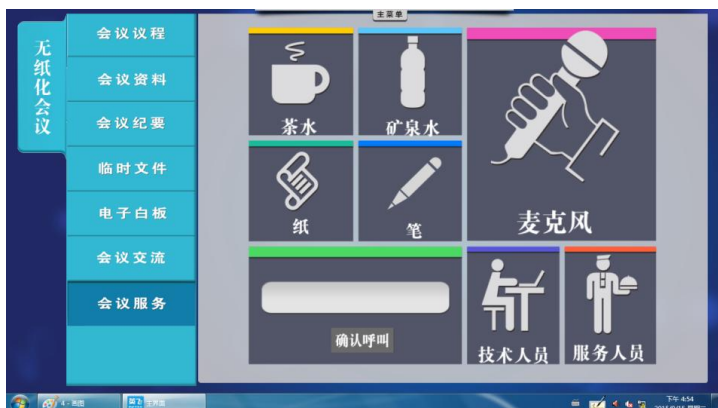 主菜单
无纸化会议
会议议程
会议资料
会议纪要
临时文件
电子白板
会议交流
会议服务
茶水
矿泉水
麦克风
纸
笔
确认呼叫
技术人员
服务人员
下午 4:54